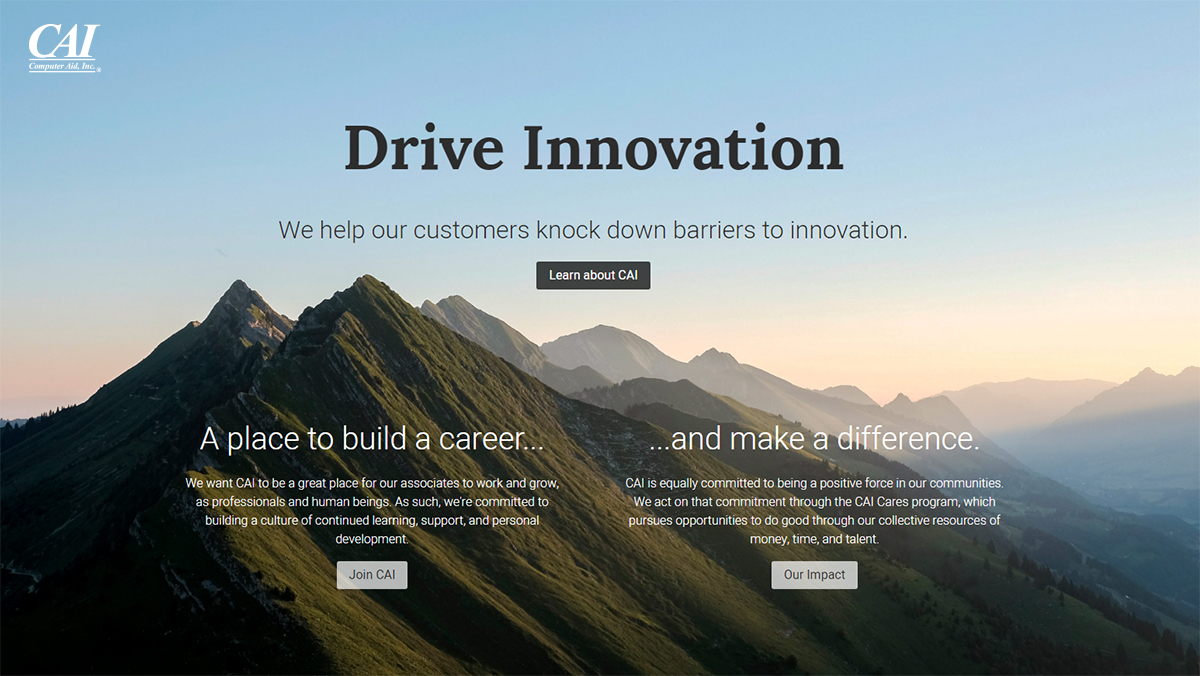 CAI
Computer Aid, Inc.®
Drive Innovation
We help our customers knock down barriers to innovation.
Learn about CAI
A place to build a career...
We want CAI to be a great place for our associates to work and grow,
as professionals and human beings. As such, we're committed to
building a culture of continued learning, support, and personal
development.
Join CAI
...and make a difference.
CAI is equally committed to being a positive force in our communities.
We act on that commitment through the CAI Cares program, which
pursues opportunities to do good through our collective resources of
money, time, and talent.
Our Impact